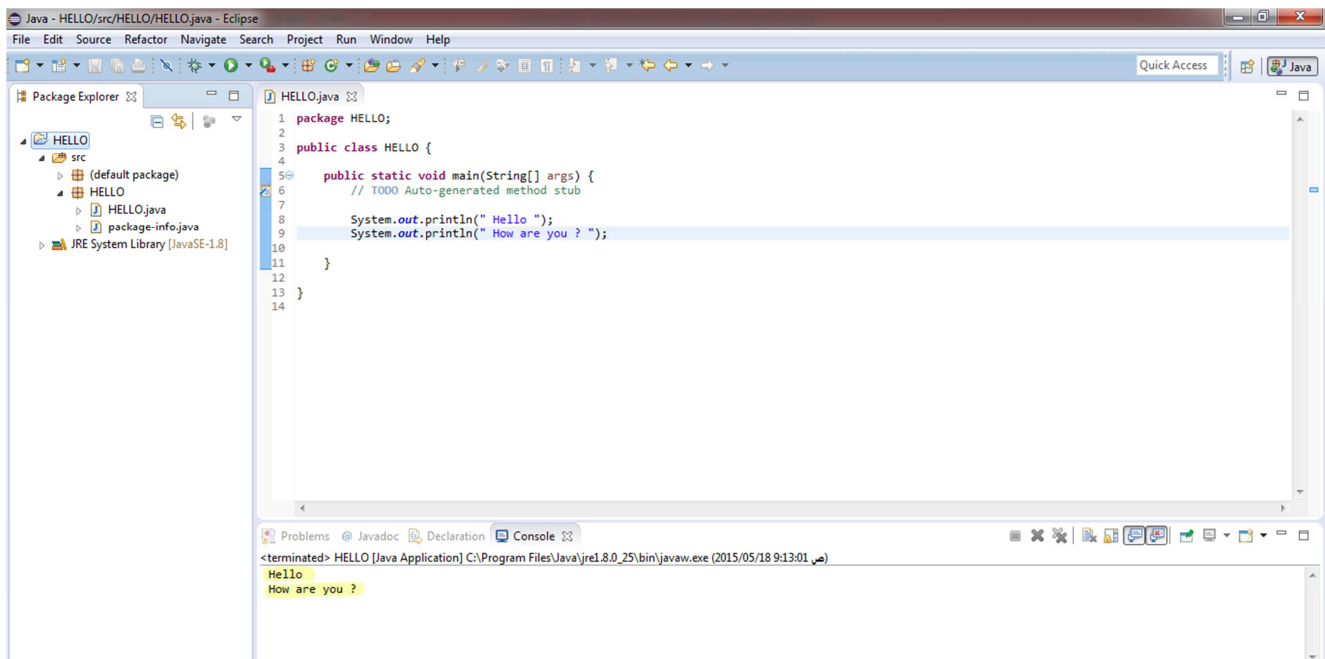 Java - HELLO/src/HELLO/HELLO.java - Eclipse
File Edit Source Refactor Navigate Search Project Run Window Help
Quick Access Java
Package Explorer
HELLO
src
(default package)
HELLO
HELLO.java
package-info.java
JRE System Library [JavaSE-1.8]
HELLO.java
1 package HELLO;
2
3 public class HELLO {
4
5 public static void main(String[] args) {
6 // TODO Auto-generated method stub
7
8 System.out.println(" Hello ");
9 System.out.println(" How are you ? ");
10
11 }
12
13 }
14
Problems @ Javadoc Declaration Console
<terminated> HELLO [Java Application] C:\Program Files\Java\jre1.8.0_25\bin\javaw.exe (2015/05/18 9:13:01 ص)
Hello
How are you ?